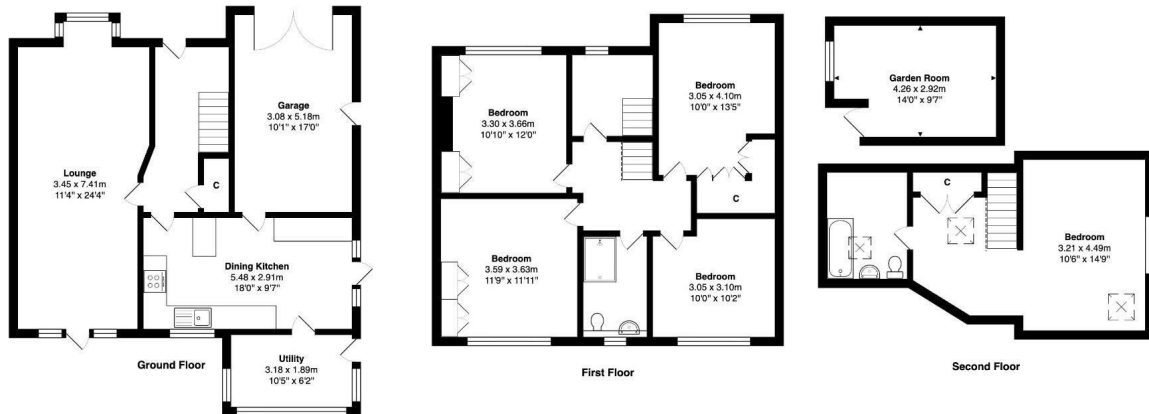 Lounge
3.45 x 7.41m
11'4" x 24'4"
Garage
3.08 x 5.18m
10'1" x 17'0"
C
Dining Kitchen
5.48 x 2.91m
18'0" x 9'7"
Utility
3.18 x 1.89m
10'5" x 6'2"
Ground Floor
Bedroom
3.30 x 3.66m
10'10" x 12'0"
Bedroom
3.05 x 4.10m
10'0" x 13'5"
C
Bedroom
3.59 x 3.63m
11'9" x 11'11"
Bedroom
3.05 x 3.10m
10'0" x 10'2"
First Floor
Garden Room
4.26 x 2.92m
14'0" x 9'7"
C
Bedroom
3.21 x 4.49m
10'6" x 14'9"
Second Floor